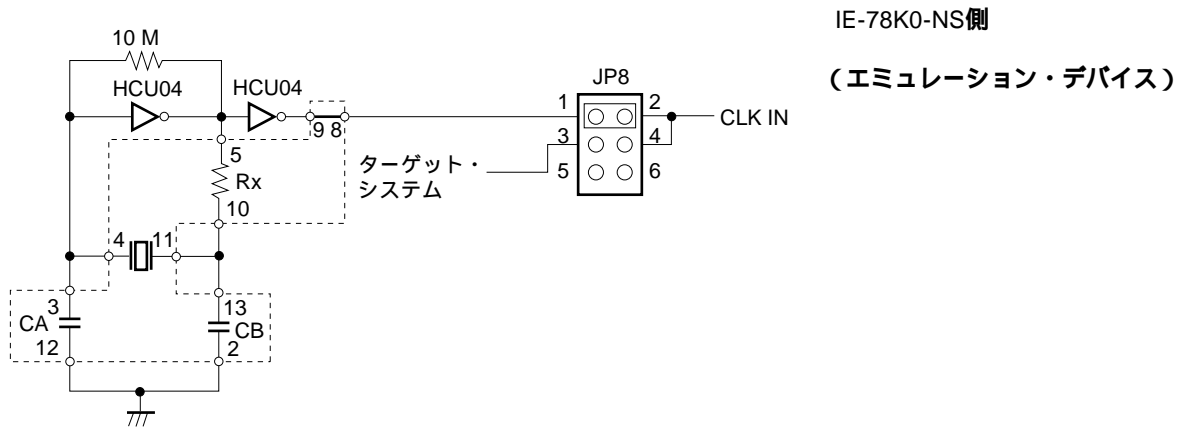 IE-78K0-NS側
(エミュレーション・デバイス)
10 M
HCU04
HCU04
JP8
1
2
9 8
CLK IN
3
4
5
ターゲット・
システム
5
6
Rx
10
4
11
3
13
CA
CB
12
2